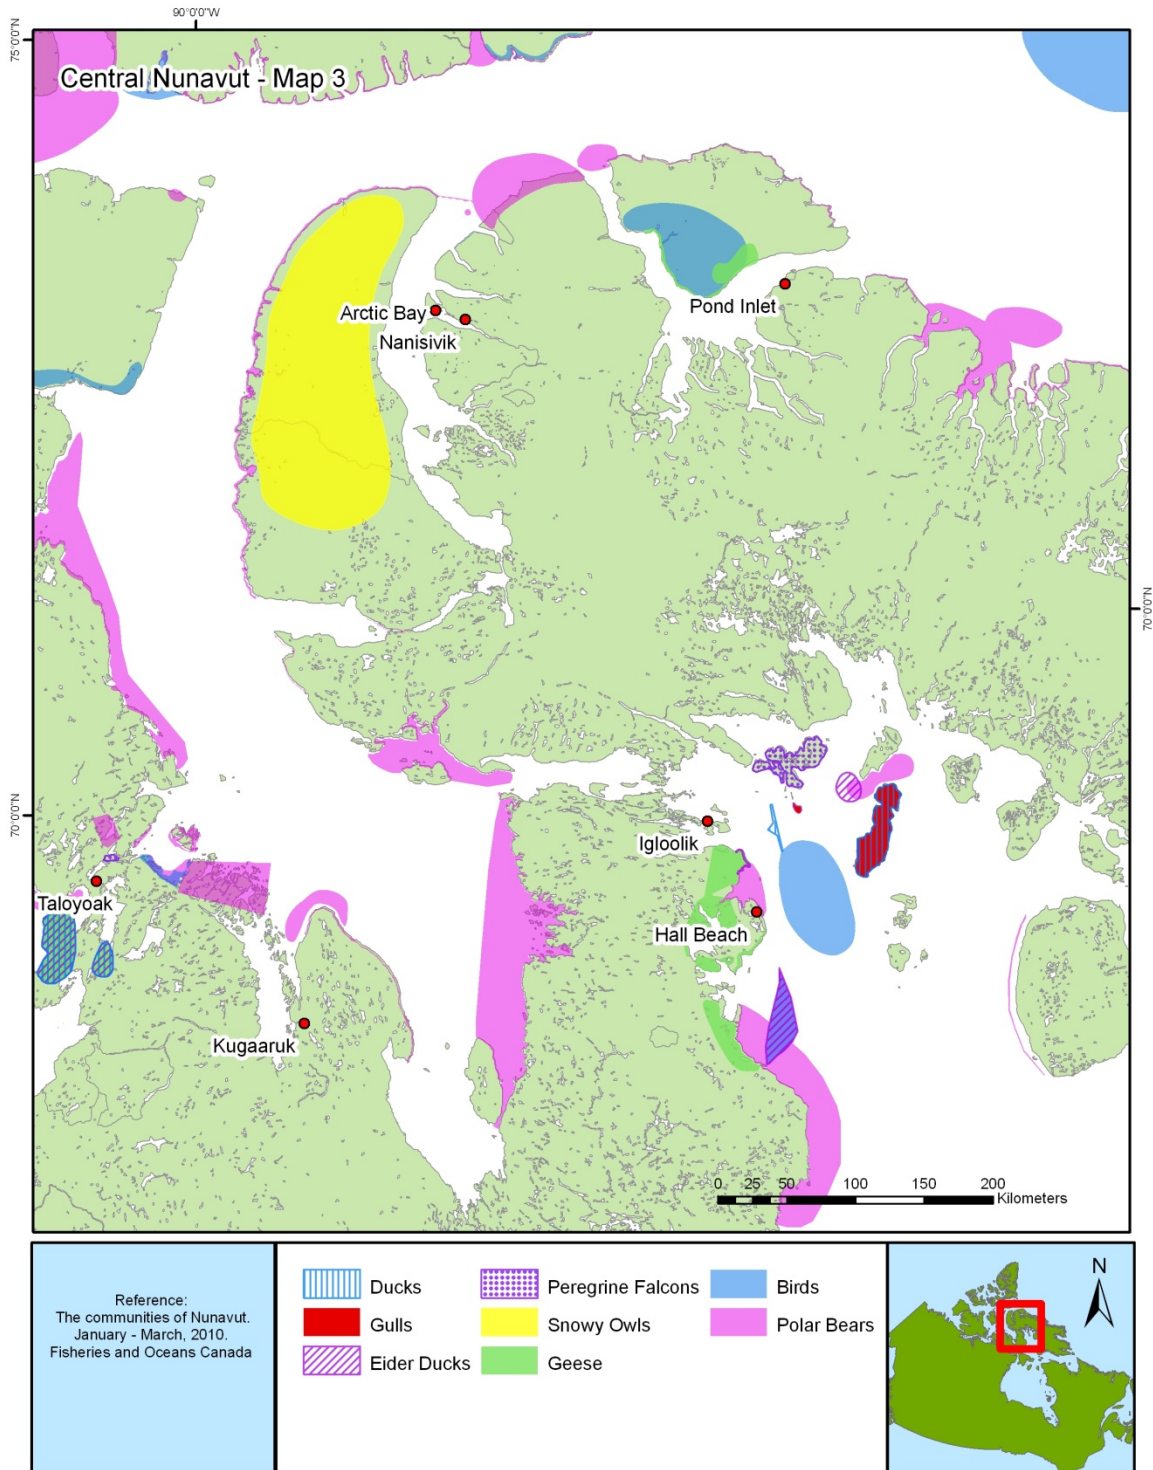 90°0'0"W
75°0'0"N
Central Nunavut - Map 3
Arctic Bay
Nanisivik
Pond Inlet
70°0'0"N
70°0'0"N
Igloolik
Taloyoak
Hall Beach
Kugaaruk
0 25 50 100 150 200
Kilometers
Reference:
The communities of Nunavut.
January - March, 2010.
Fisheries and Oceans Canada
Ducks
Gulls
Eider Ducks
Peregrine Falcons
Snowy Owls
Geese
Birds
Polar Bears
N